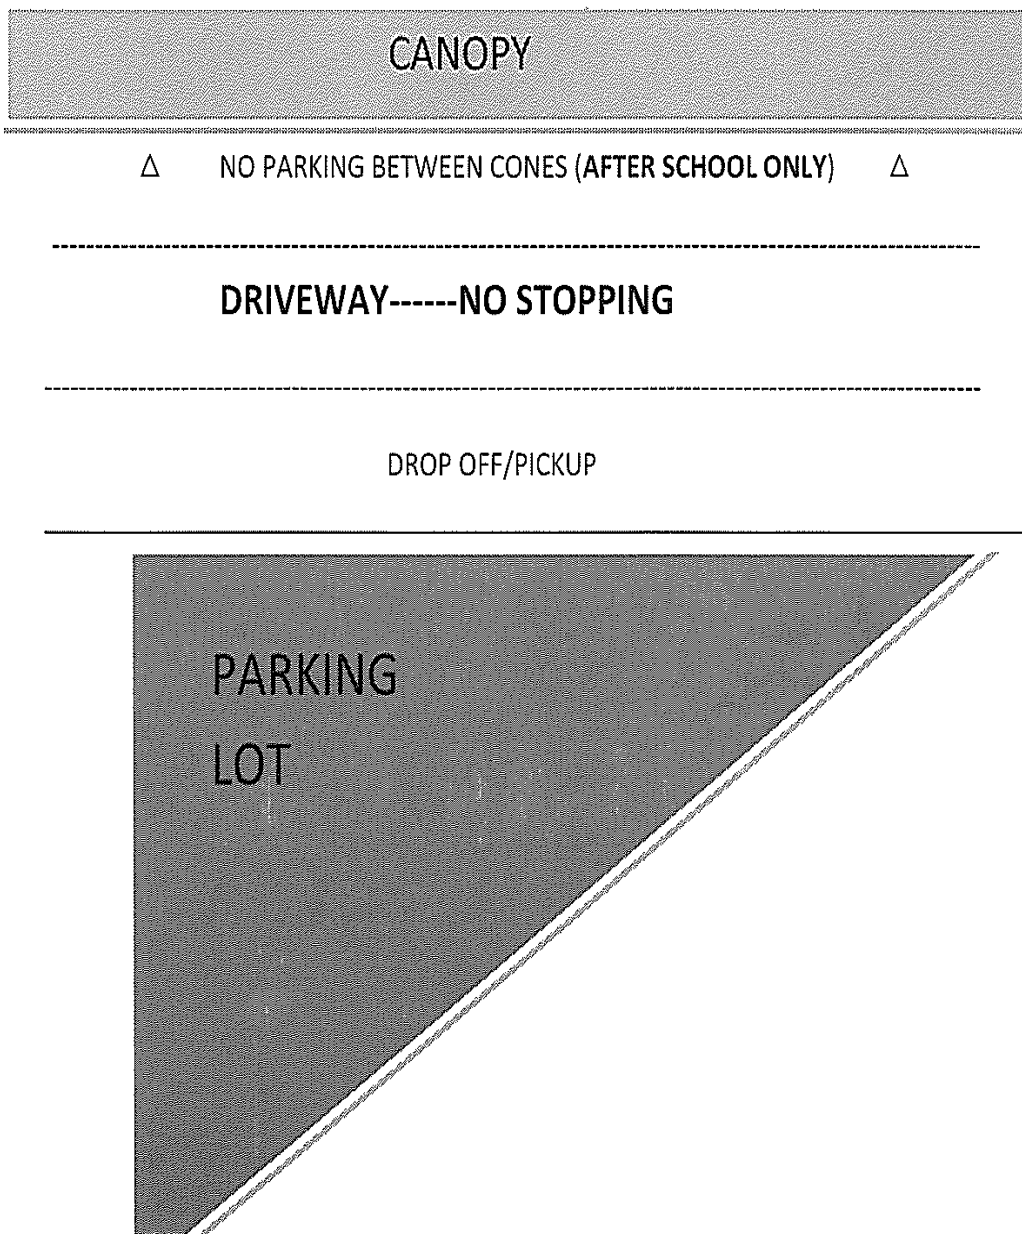 CANOPY
Δ NO PARKING BETWEEN CONES (AFTER SCHOOL ONLY) Δ
DRIVEWAY------NO STOPPING
DROP OFF/PICKUP
PARKING
LOT